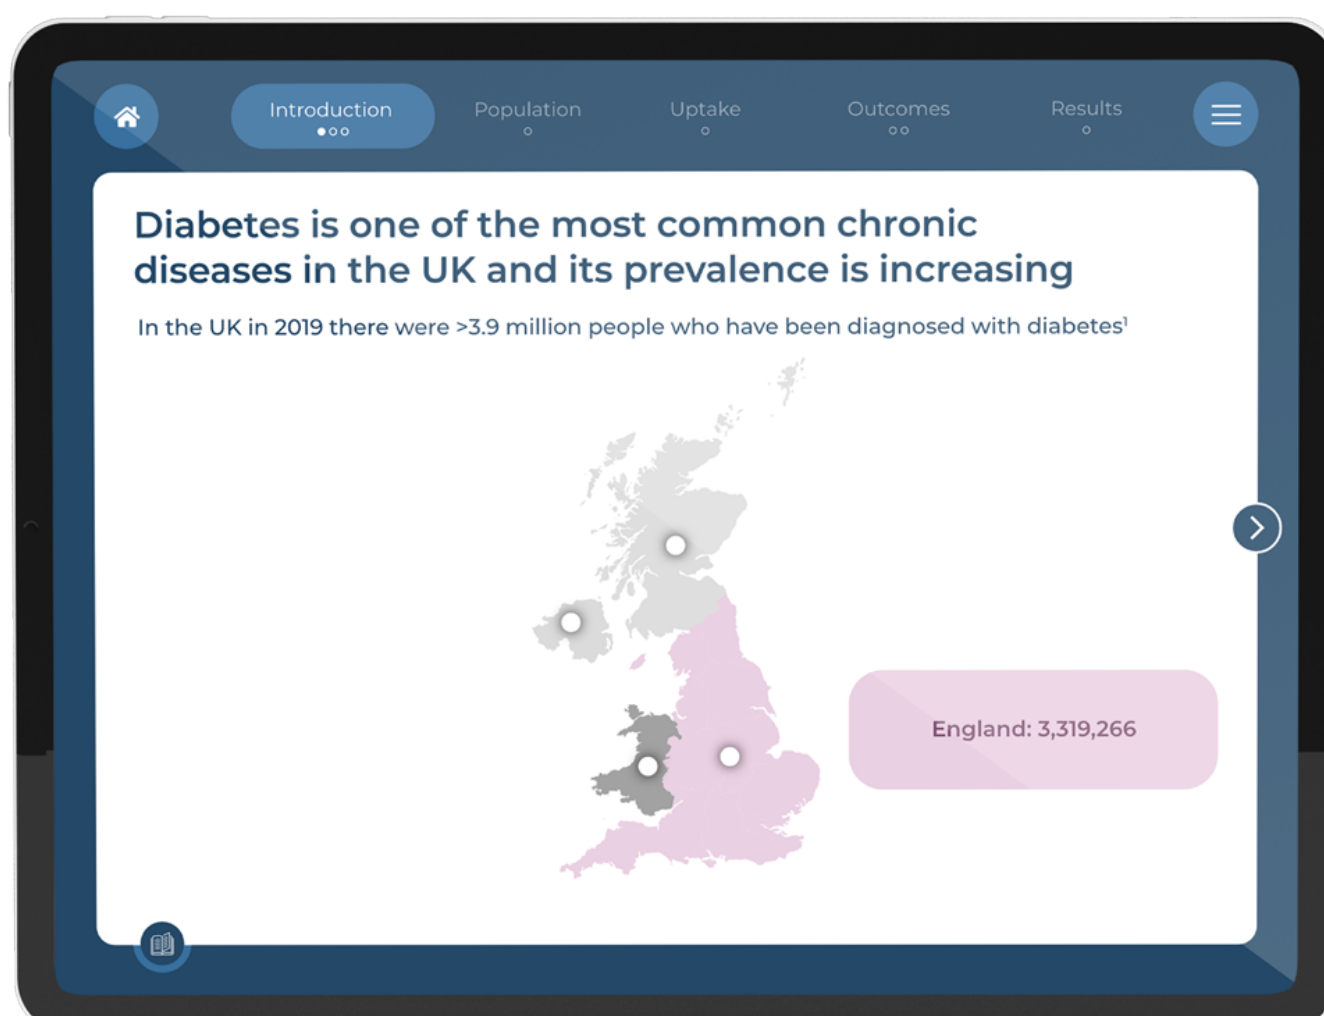 Introduction
Population
Uptake
Outcomes
Results
Diabetes is one of the most common chronic
diseases in the UK and its prevalence is increasing
In the UK in 2019 there were >3.9 million people who have been diagnosed with diabetes¹
England: 3,319,266